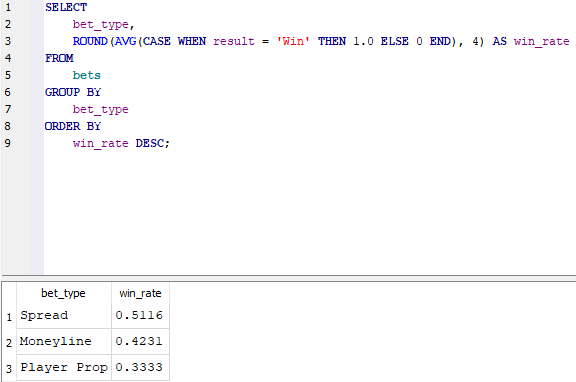 1 SELECT
2 bet_type,
3 ROUND(AVG(CASE WHEN result = 'Win' THEN 1.0 ELSE 0 END), 4) AS win_rate
4 FROM
5 bets
6 GROUP BY
7 bet_type
8 ORDER BY
9 win_rate DESC;
bet_type win_rate
1 Spread 0.5116
2 Moneyline 0.4231
3 Player Prop 0.3333